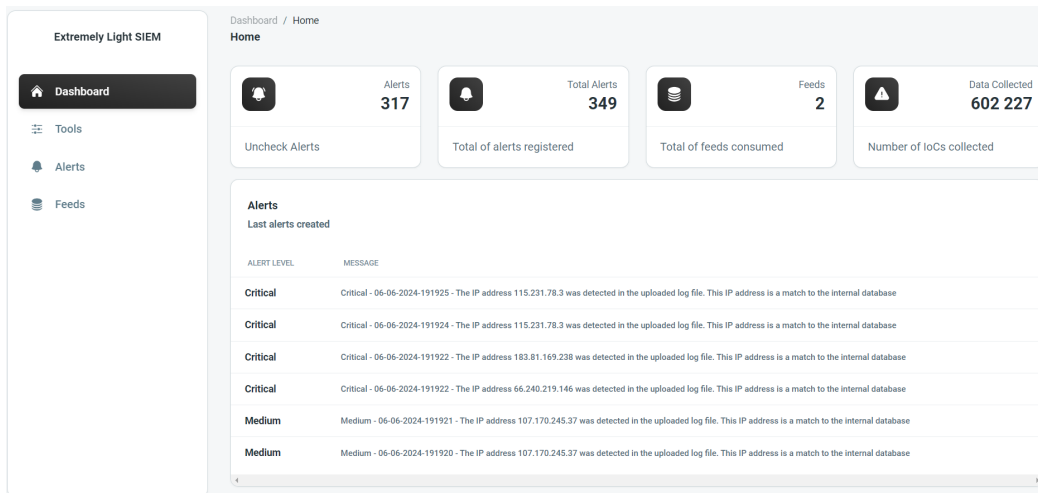 Extremely Light SIEM
Dashboard
Tools
Alerts
Feeds
Dashboard / Home
Home
Alerts
317
Uncheck Alerts
Total Alerts
349
Total of alerts registered
Feeds
2
Total of feeds consumed
Data Collected
602 227
Number of IoCs collected
Alerts
Last alerts created
ALERT LEVEL MESSAGE
Critical Critical - 06-06-2024-191925 - The IP address 115.231.78.3 was detected in the uploaded log file. This IP address is a match to the internal database
Critical Critical - 06-06-2024-191924 - The IP address 115.231.78.3 was detected in the uploaded log file. This IP address is a match to the internal database
Critical Critical - 06-06-2024-191922 - The IP address 183.81.169.238 was detected in the uploaded log file. This IP address is a match to the internal database
Critical Critical - 06-06-2024-191922 - The IP address 66.240.219.146 was detected in the uploaded log file. This IP address is a match to the internal database
Medium Medium - 06-06-2024-191921 - The IP address 107.170.245.37 was detected in the uploaded log file. This IP address is a match to the internal database
Medium Medium - 06-06-2024-191920 - The IP address 107.170.245.37 was detected in the uploaded log file. This IP address is a match to the internal database